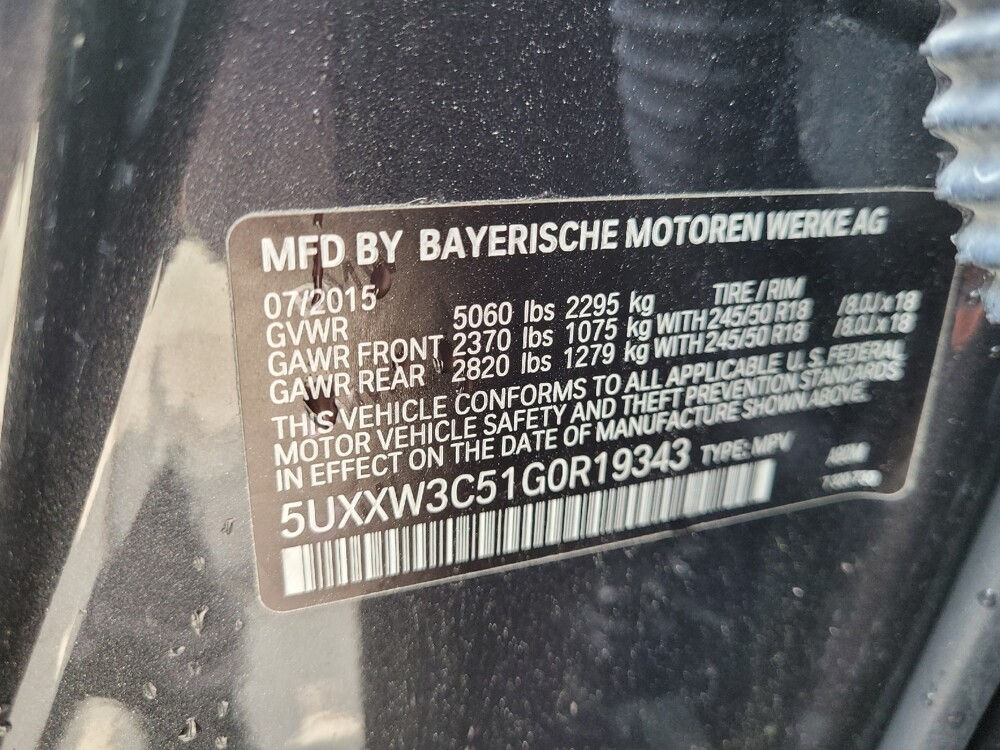 MFD BY BAYERISCHE MOTOREN WERKE AG
07/2015 TIRE / RIM
GVWR 5060 lbs 2295 kg
GAWR FRONT 2370 lbs 1075 kg WITH 245/50 R18 /8.0J x 18
GAWR REAR 2820 lbs 1279 kg WITH 245/50 R18 /8.0J x 18
THIS VEHICLE CONFORMS TO ALL APPLICABLE U. S. FEDERAL
MOTOR VEHICLE SAFETY AND THEFT PREVENTION STANDARDS
IN EFFECT ON THE DATE OF MANUFACTURE SHOWN ABOVE.
5UXXW3C51G0R19343 TYPE: MPV